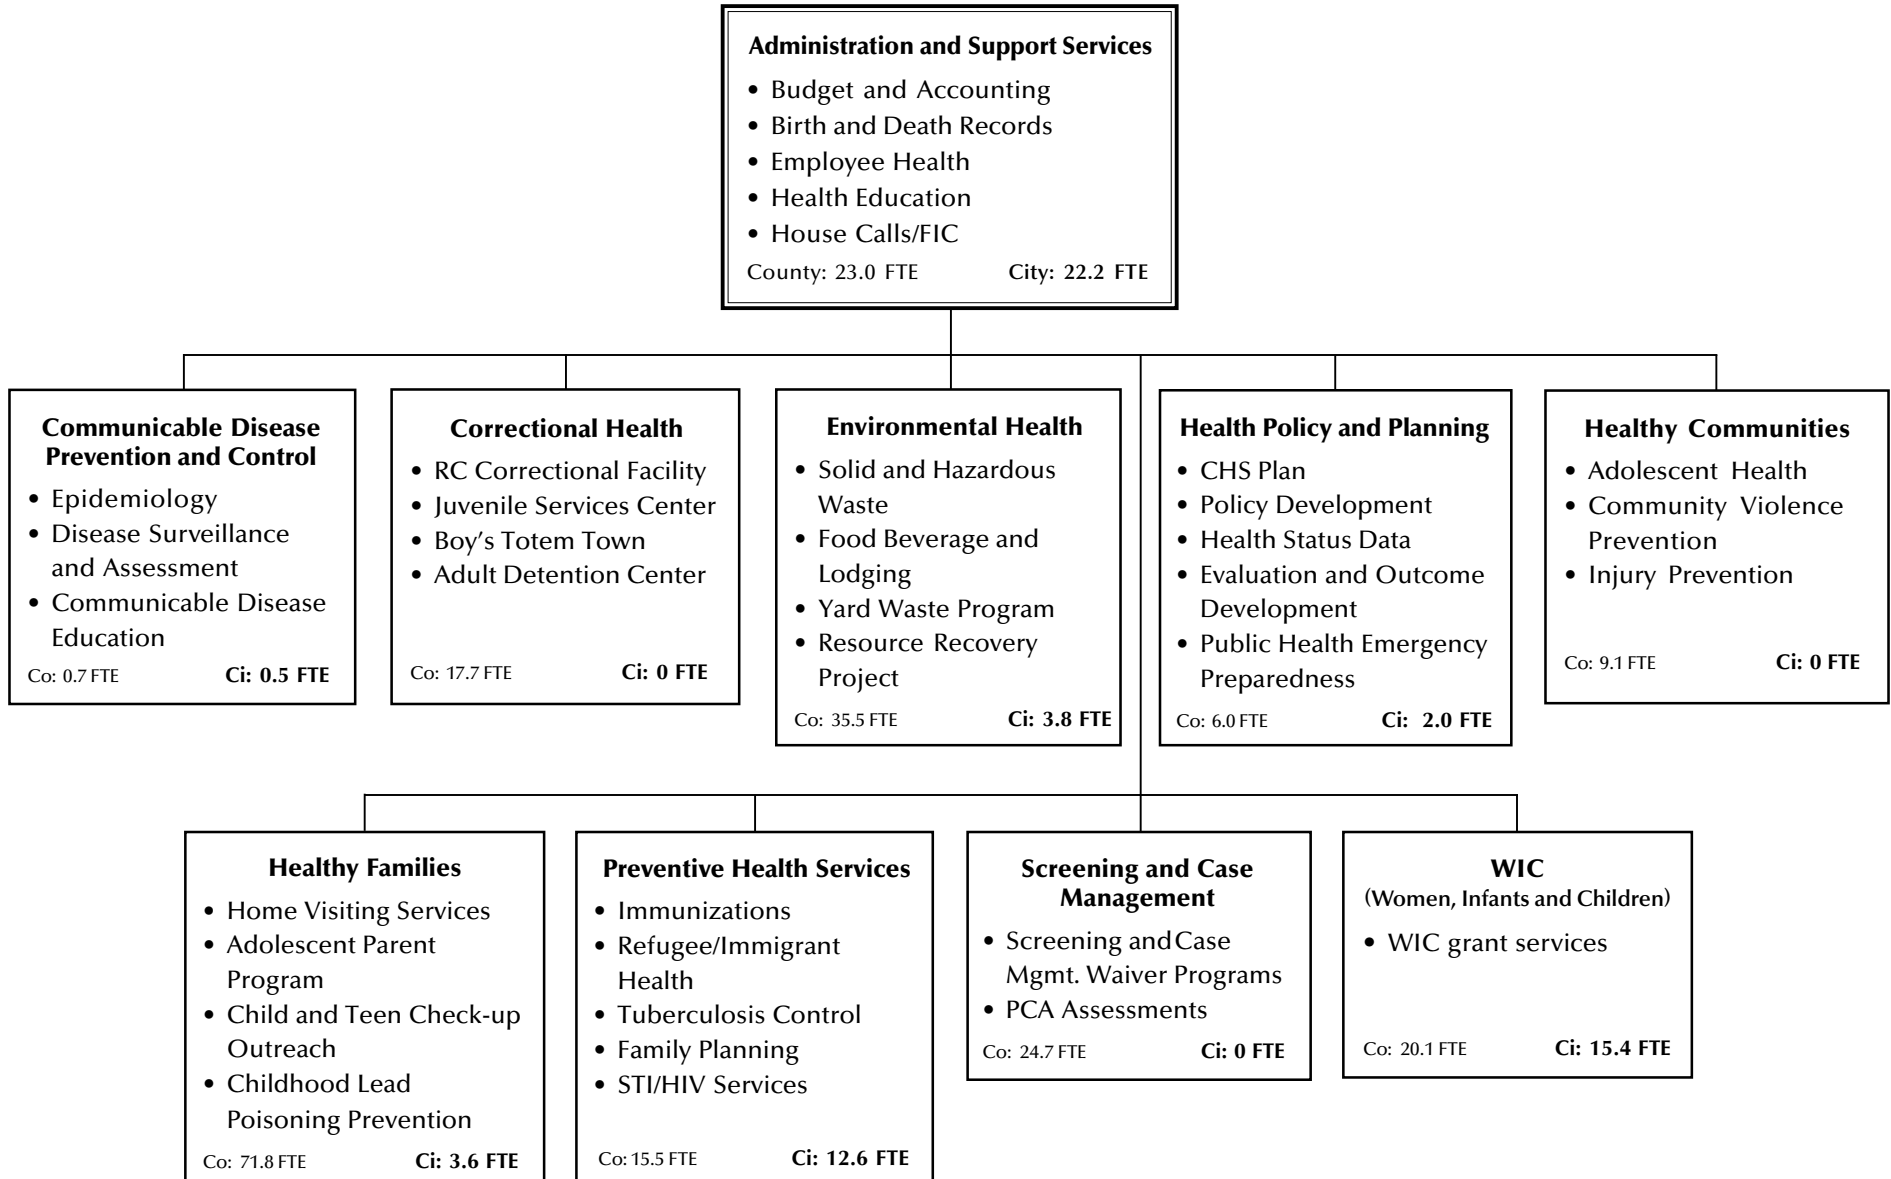 Administration and Support Services
• Budget and Accounting
• Birth and Death Records
• Employee Health
• Health Education
• House Calls/FIC
County: 23.0 FTE City: 22.2 FTE
Communicable Disease
Prevention and Control
• Epidemiology
• Disease Surveillance
and Assessment
• Communicable Disease
Education
Co: 0.7 FTE Ci: 0.5 FTE
Correctional Health
• RC Correctional Facility
• Juvenile Services Center
• Boy's Totem Town
• Adult Detention Center
Co: 17.7 FTE Ci: 0 FTE
Environmental Health
• Solid and Hazardous
Waste
• Food Beverage and
Lodging
• Yard Waste Program
• Resource Recovery
Project
Co: 35.5 FTE Ci: 3.8 FTE
Health Policy and Planning
• CHS Plan
• Policy Development
• Health Status Data
• Evaluation and Outcome
Development
• Public Health Emergency
Preparedness
Co: 6.0 FTE Ci: 2.0 FTE
Healthy Communities
• Adolescent Health
• Community Violence
Prevention
• Injury Prevention
Co: 9.1 FTE Ci: 0 FTE
Healthy Families
• Home Visiting Services
• Adolescent Parent
Program
• Child and Teen Check-up
Outreach
• Childhood Lead
Poisoning Prevention
Co: 71.8 FTE Ci: 3.6 FTE
Preventive Health Services
• Immunizations
• Refugee/Immigrant
Health
• Tuberculosis Control
• Family Planning
• STI/HIV Services
Co: 15.5 FTE Ci: 12.6 FTE
Screening and Case
Management
• Screening and Case
Mgmt. Waiver Programs
• PCA Assessments
Co: 24.7 FTE Ci: 0 FTE
WIC
(Women, Infants and Children)
• WIC grant services
Co: 20.1 FTE Ci: 15.4 FTE